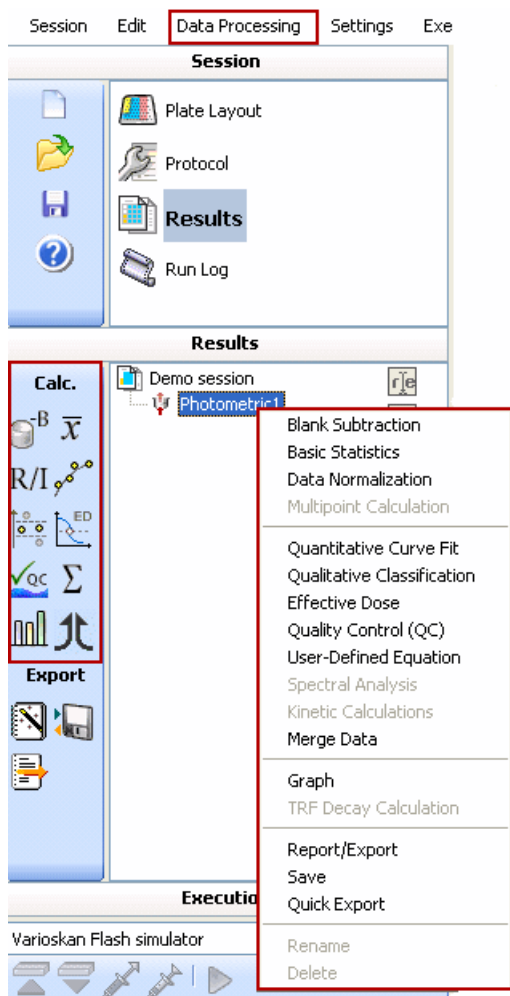 Session Edit Data Processing Settings Exe
Session
Plate Layout
Protocol
Results
Run Log
Results
Calc.
Demo session
Photometric1
-B x
R/I
ED
QC Σ
Export
Blank Subtraction
Basic Statistics
Data Normalization
Multipoint Calculation
Quantitative Curve Fit
Qualitative Classification
Effective Dose
Quality Control (QC)
User-Defined Equation
Spectral Analysis
Kinetic Calculations
Merge Data
Graph
TRF Decay Calculation
Report/Export
Save
Quick Export
Rename
Delete
Executio
Varioskan Flash simulator